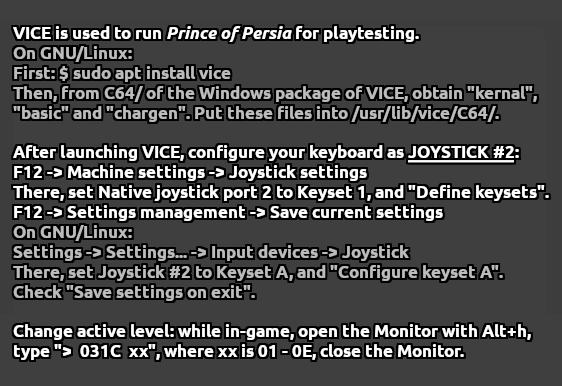 VICE is used to run Prince of Persia for playtesting.
On GNU/Linux:
First: $ sudo apt install vice
Then, from C64/ of the Windows package of VICE, obtain "kernal",
"basic" and "chargen". Put these files into /usr/lib/vice/C64/.
After launching VICE, configure your keyboard as JOYSTICK #2:
F12 -> Machine settings -> Joystick settings
There, set Native joystick port 2 to Keyset 1, and "Define keysets".
F12 -> Settings management -> Save current settings
On GNU/Linux:
Settings -> Settings... -> Input devices -> Joystick
There, set Joystick #2 to Keyset A, and "Configure keyset A".
Check "Save settings on exit".
Change active level: while in-game, open the Monitor with Alt+h,
type "> 031C xx", where xx is 01 - 0E, close the Monitor.